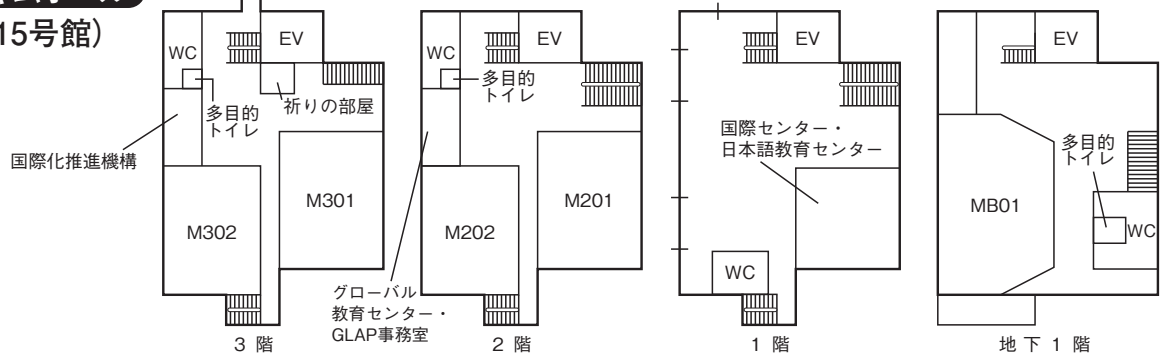 15号館）
WC
EV
多目的
トイレ
祈りの部屋
国際化推進機構
M301
M302
3 階
WC
EV
多目的
トイレ
M201
M202
グローバル
教育センター・
GLAP事務室
2 階
EV
国際センター・
日本語教育センター
WC
1 階
EV
多目的
トイレ
MB01
WC
地 下 1 階